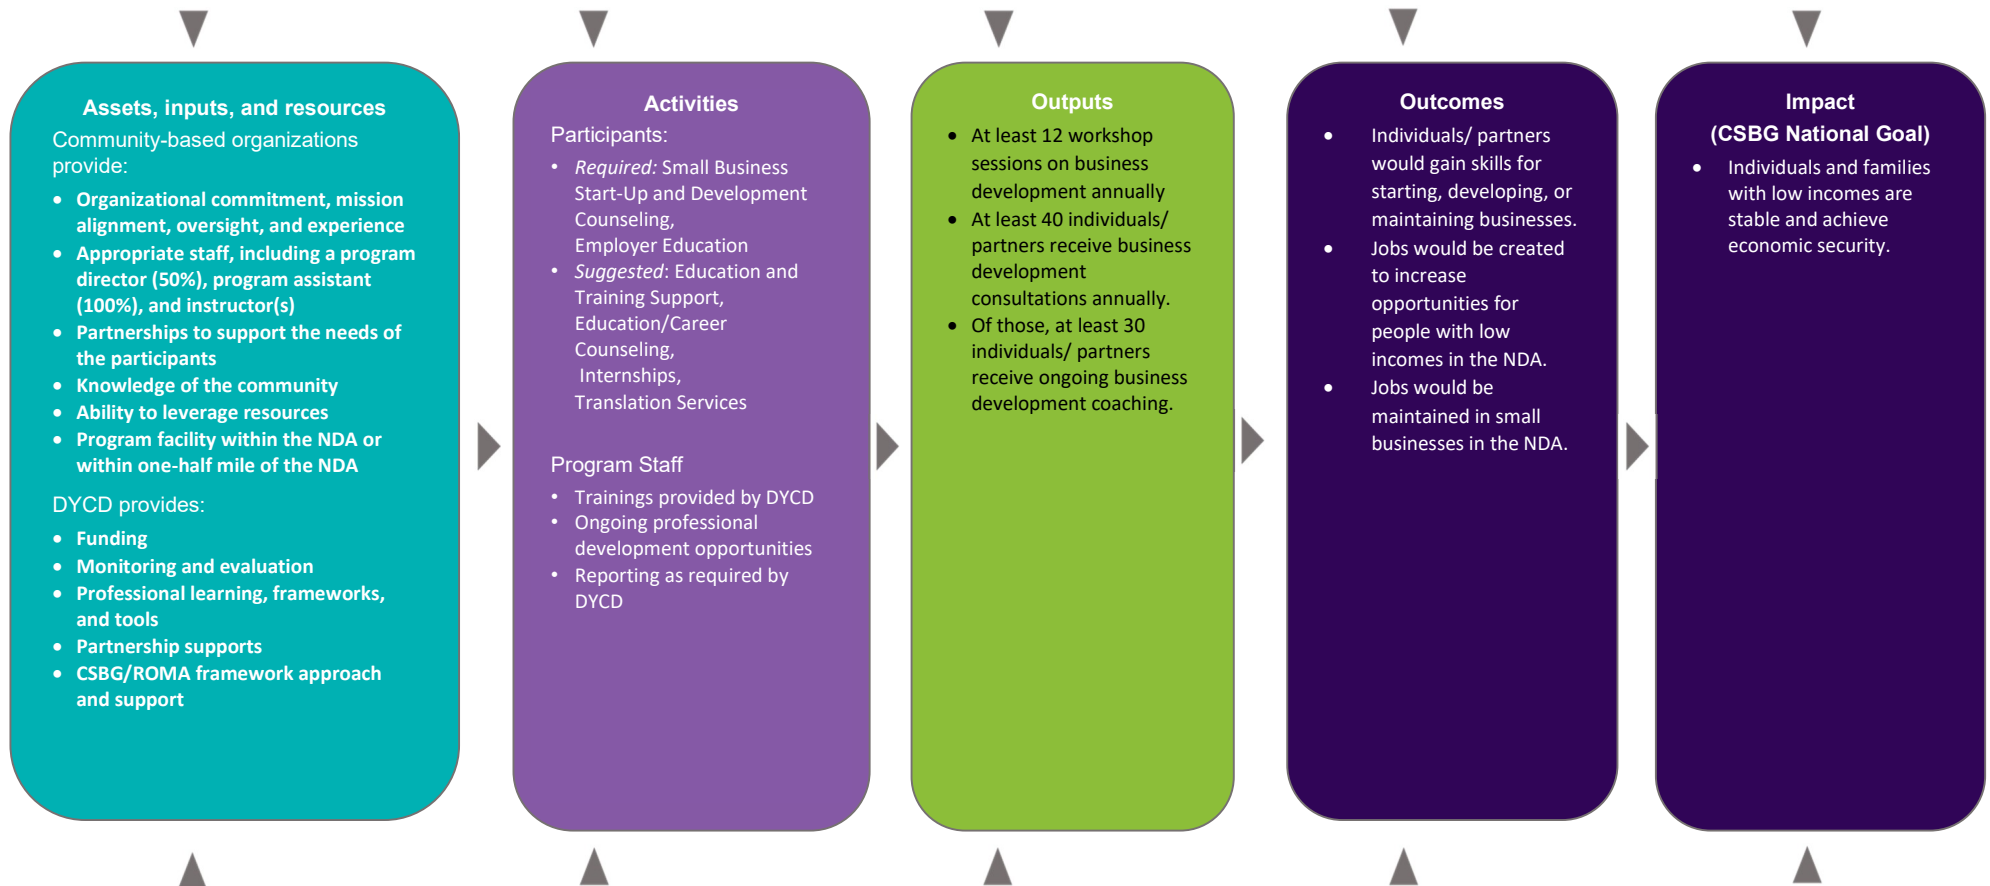 Assets, inputs, and resources
Community-based organizations
provide:
• Organizational commitment, mission
alignment, oversight, and experience
• Appropriate staff, including a program
director (50%), program assistant
(100%), and instructor(s)
• Partnerships to support the needs of
the participants
• Knowledge of the community
• Ability to leverage resources
• Program facility within the NDA or
within one-half mile of the NDA
DYCD provides:
• Funding
• Monitoring and evaluation
• Professional learning, frameworks,
and tools
• Partnership supports
• CSBG/ROMA framework approach
and support
Activities
Participants:
• Required: Small Business
Start-Up and Development
Counseling,
Employer Education
• Suggested: Education and
Training Support,
Education/Career
Counseling,
Internships,
Translation Services
Program Staff
• Trainings provided by DYCD
• Ongoing professional
development opportunities
• Reporting as required by
DYCD
Outputs
• At least 12 workshop
sessions on business
development annually
• At least 40 individuals/
partners receive business
development
consultations annually.
• Of those, at least 30
individuals/ partners
receive ongoing business
development coaching.
Outcomes
• Individuals/ partners
would gain skills for
starting, developing, or
maintaining businesses.
• Jobs would be created
to increase
opportunities for
people with low
incomes in the NDA.
• Jobs would be
maintained in small
businesses in the NDA.
Impact
(CSBG National Goal)
• Individuals and families
with low incomes are
stable and achieve
economic security.